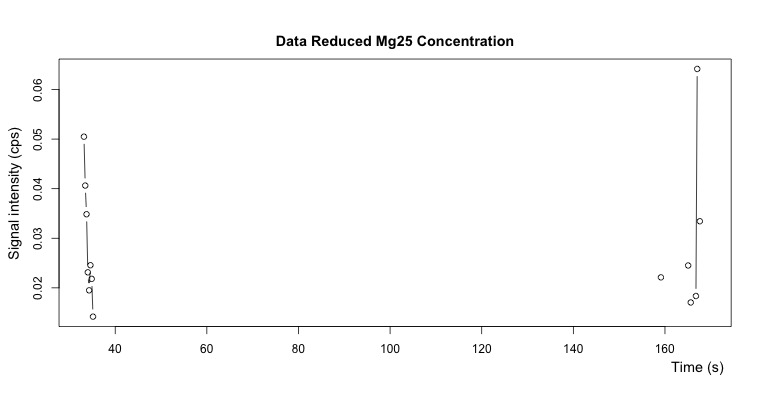 Data Reduced Mg25 Concentration
Signal intensity (cps)
0.06
0.05
0.04
0.03
0.02
40 60 80 100 120 140 160
Time (s)